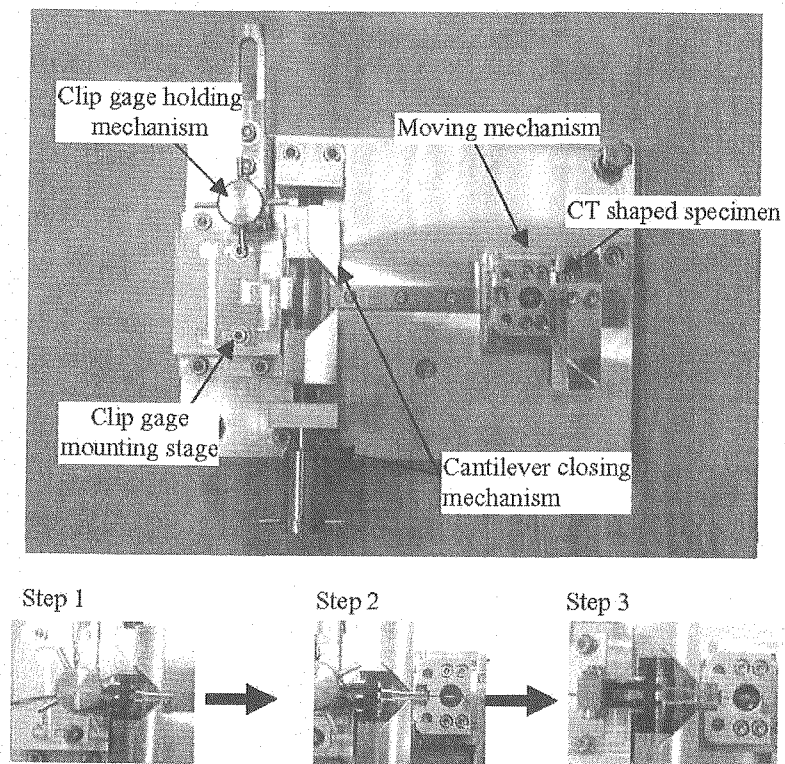 Clip gage holding
mechanism
Moving mechanism
CT shaped specimen
Clip gage
mounting stage
Cantilever closing
mechanism
Step 1
Step 2
Step 3